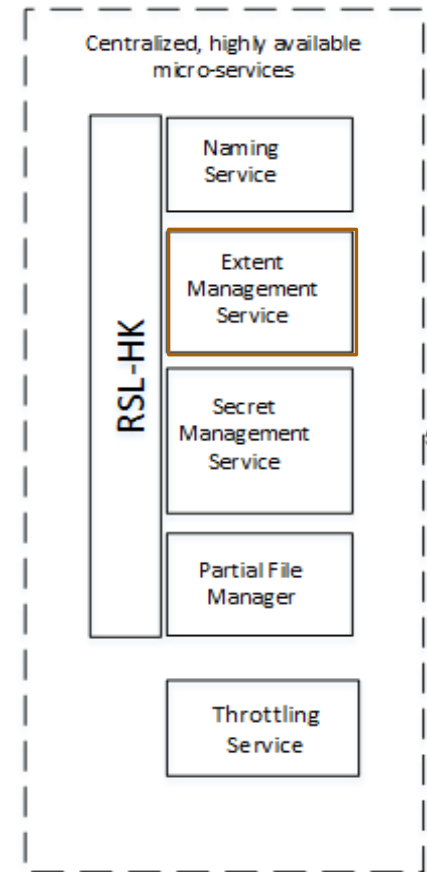 Centralized, highly available
micro-services
RSL-HK
Naming
Service
Extent
Management
Service
Secret
Management
Service
Partial File
Manager
Throttling
Service